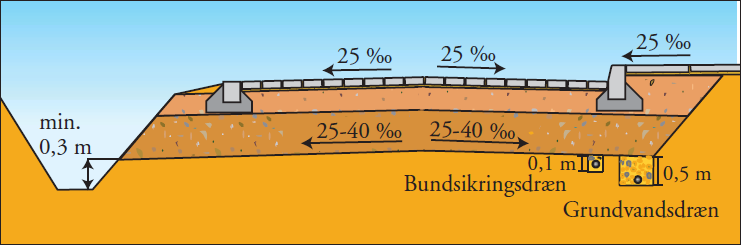 25 ‰
25 ‰
25 ‰
min.
0,3 m
25-40 ‰
25-40 ‰
0,1 m
0,5 m
Bundsikringsdræn
Grundvandsdræn